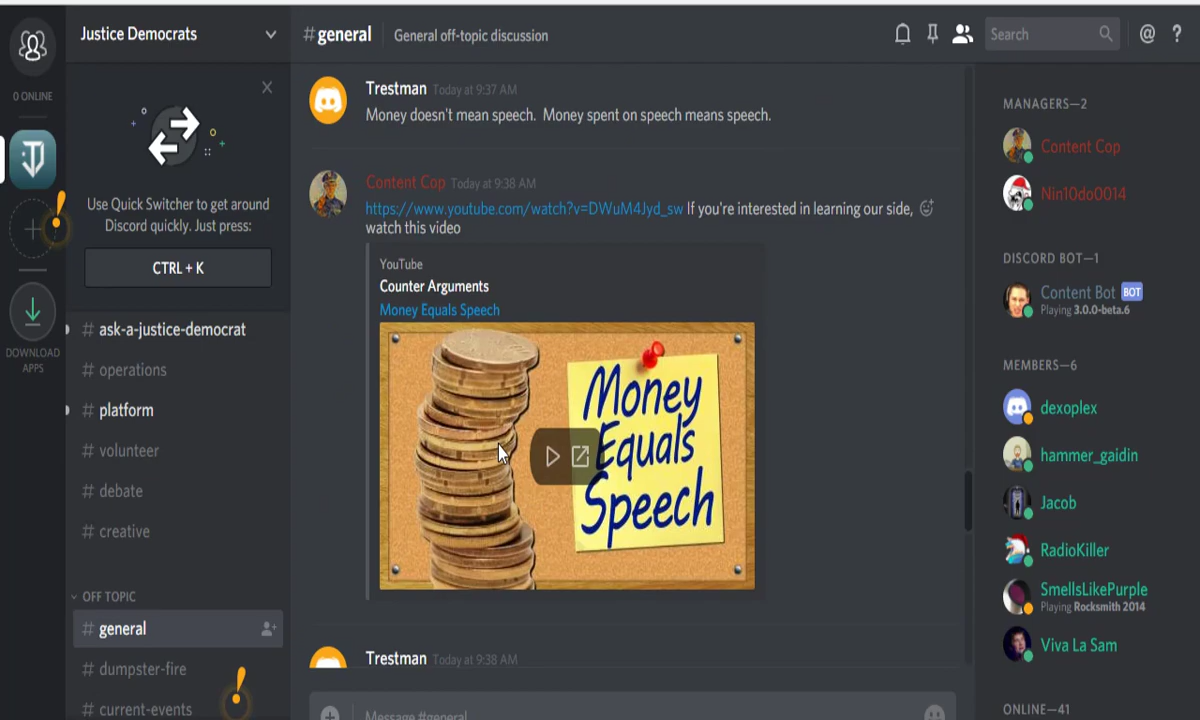 Justice Democrats
0 ONLINE
Use Quick Switcher to get around
Discord quickly. Just press:
CTRL + K
DOWNLOAD
APPS
# ask-a-justice-democrat
# operations
# platform
# volunteer
# debate
# creative
OFF TOPIC
# general
# dumpster-fire
# current-events
# general
General off-topic discussion
Search
@ ?
Trestman Today at 9:37 AM
Money doesn't mean speech. Money spent on speech means speech.
Content Cop Today at 9:38 AM
https://www.youtube.com/watch?v=DWuM4Jyd_sw If you're interested in learning our side,
watch this video
YouTube
Counter Arguments
Money Equals Speech
Money
Equals
Speech
Trestman Today at 9:38 AM
Message #general
MANAGERS—2
Content Cop
Nin10do0014
DISCORD BOT—1
Content Bot BOT
Playing 3.0.0-beta.6
MEMBERS—6
dexoplex
hammer_gaidin
Jacob
RadioKiller
SmellsLikePurple
Playing Rocksmith 2014
Viva La Sam
ONLINE—41